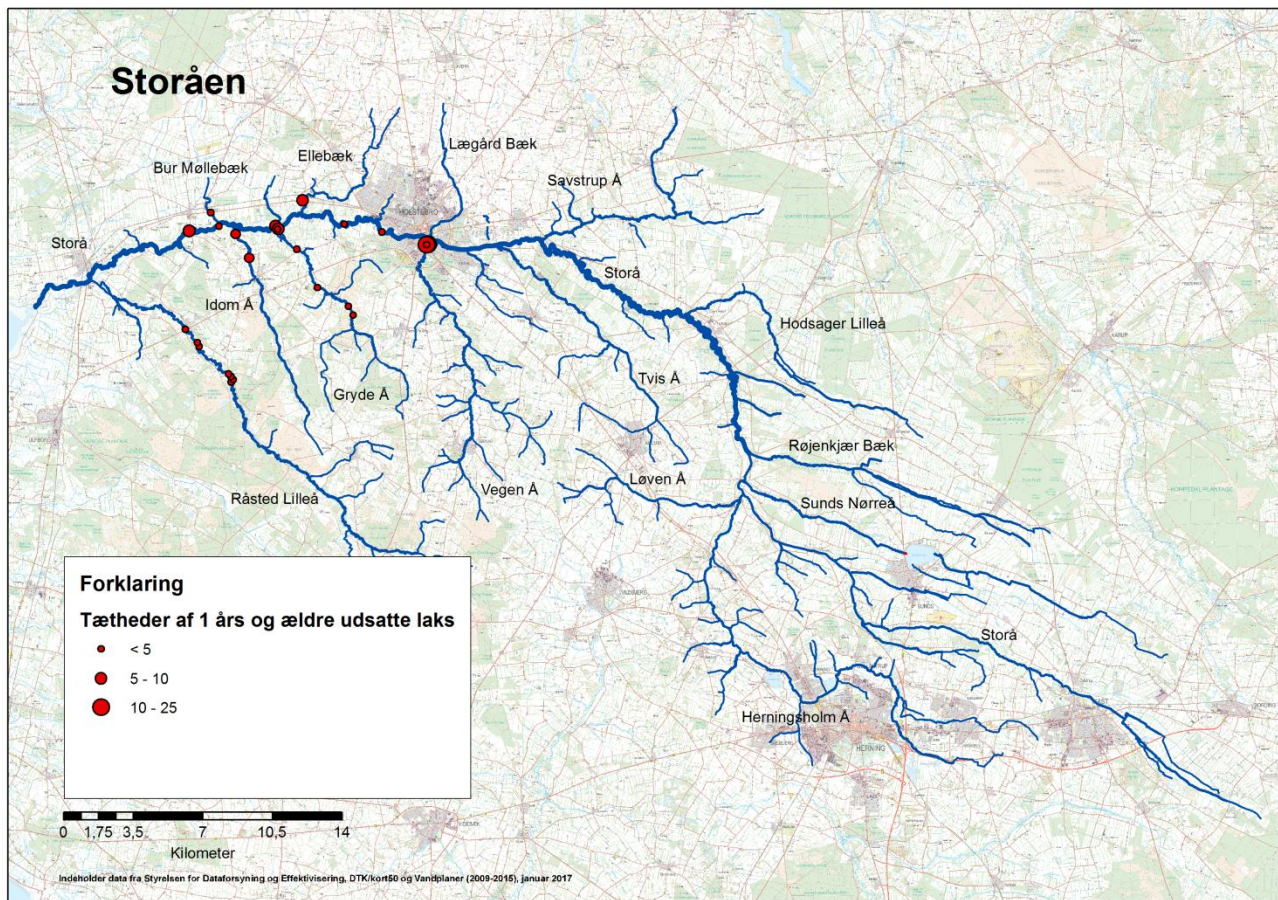 Storåen
Lægård Bæk
Ellebæk
Bur Møllebæk
Savstrup Å
HOLSTEBRO
Storå
Storå
Idom Å
Hodsager Lilleå
Tvis Å
Gryde Å
Røjenkjær Bæk
Løven Å
Vegen Å
Råsted Lilleå
Sunds Nørreå
Forklaring
Tætheder af 1 års og ældre udsatte laks
< 5
5 - 10
10 - 25
SUNDS
Storå
Herningsholm Å
HERNING
0 1,75 3,5 7 10,5 14
Kilometer
Indeholder data fra Styrelsen for Dataforsyning og Effektivisering, DTK/kort50 og Vandplaner (2009-2015), januar 2017